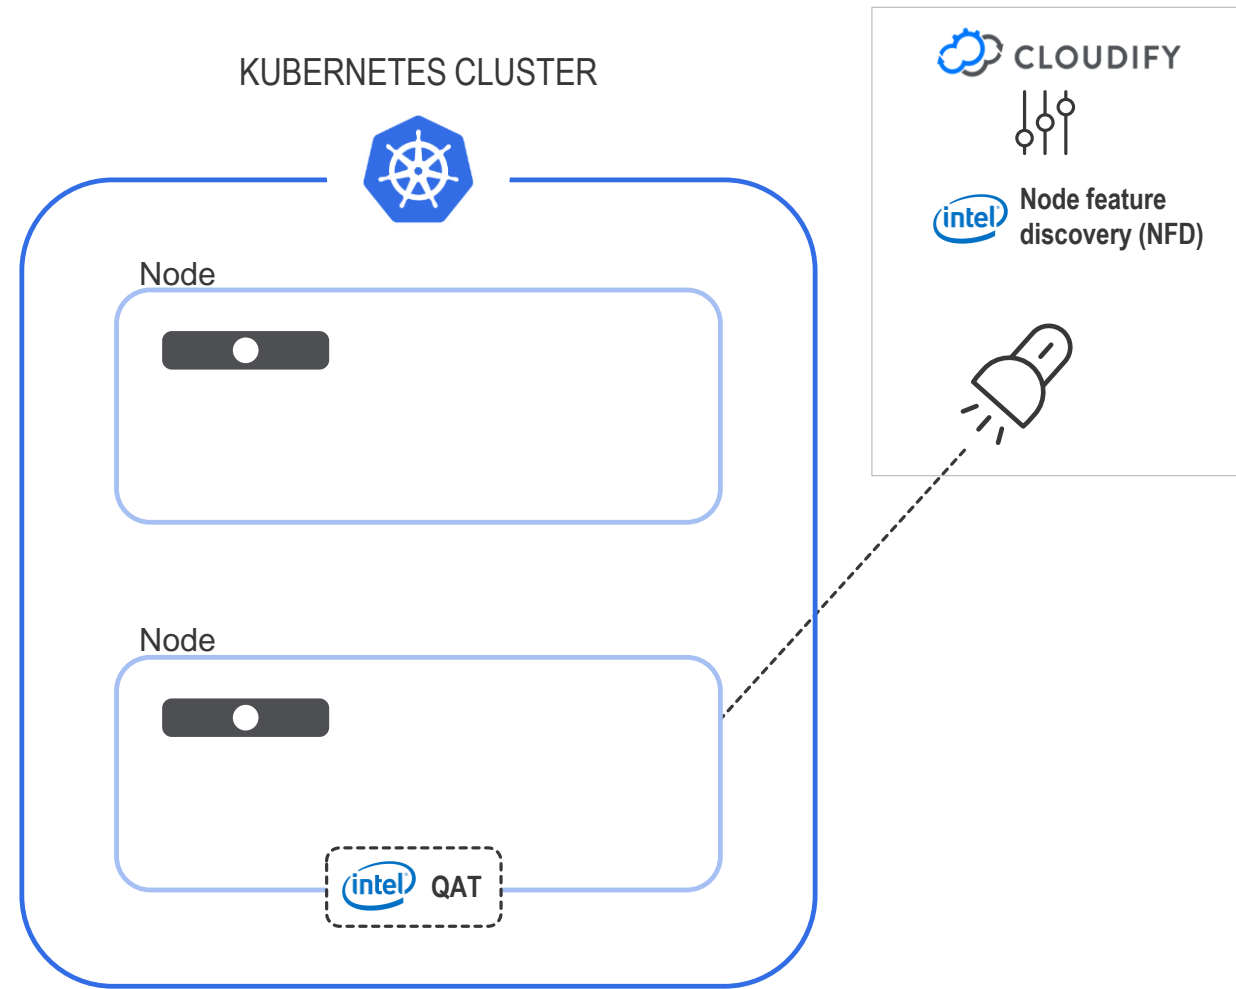 KUBERNETES CLUSTER
CLOUDIFY
intel
Node feature
discovery (NFD)
Node
Node
intel QAT